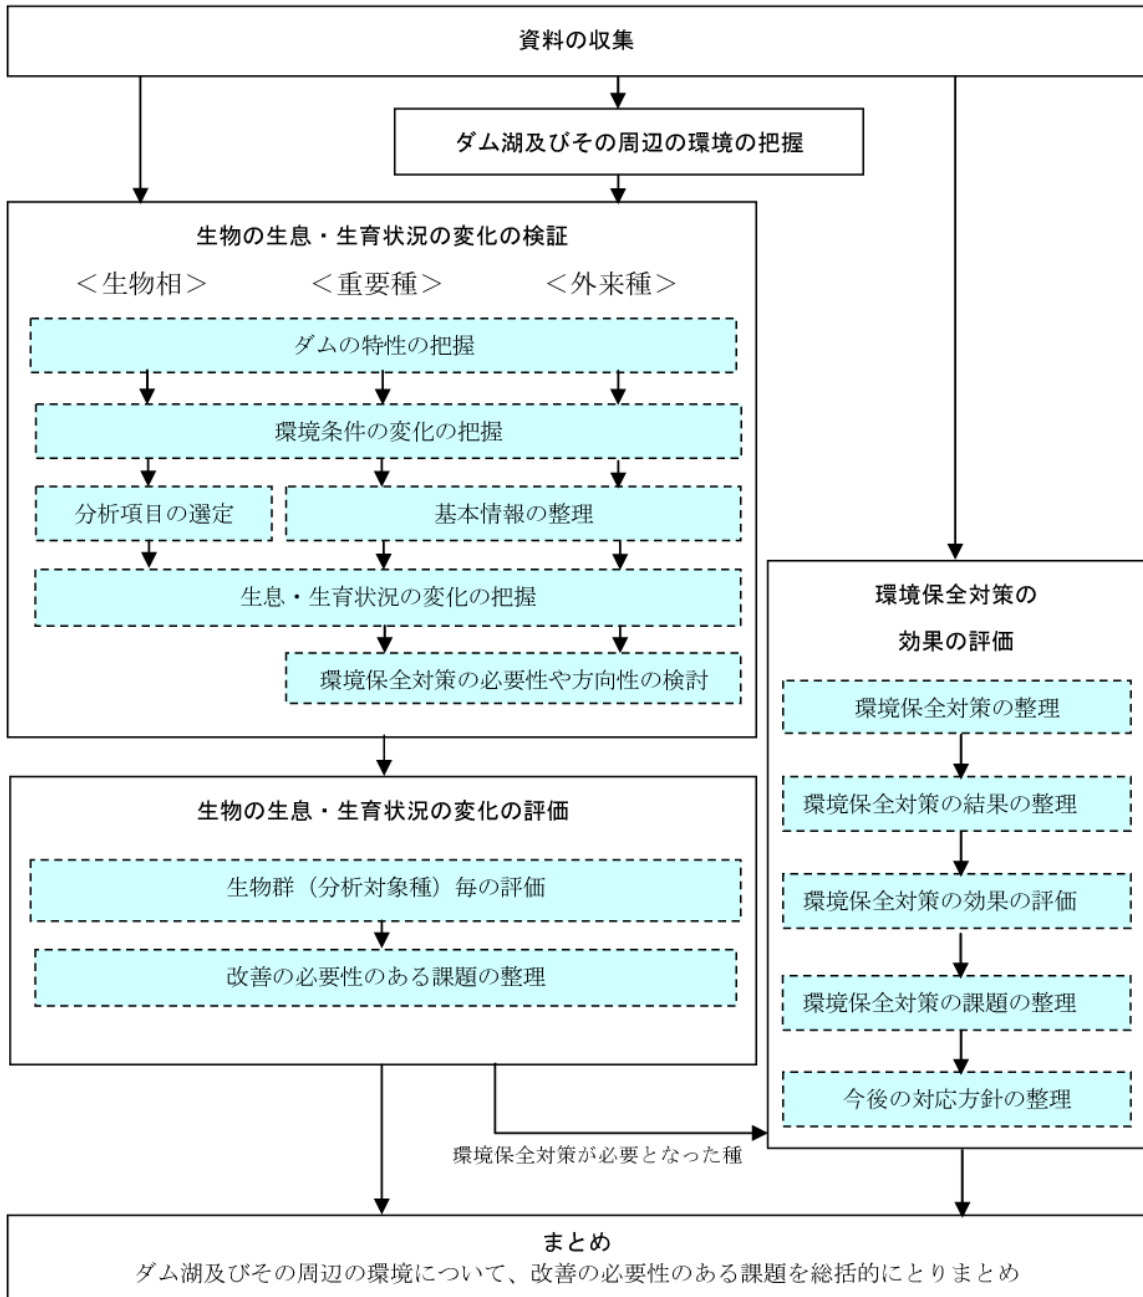 資料の収集
ダム湖及びその周辺の環境の把握
生物の生息・生育状況の変化の検証
＜生物相＞ ＜重要種＞ ＜外来種＞
ダムの特性の把握
環境条件の変化の把握
分析項目の選定 基本情報の整理
生息・生育状況の変化の把握
環境保全対策の必要性や方向性の検討
生物の生息・生育状況の変化の評価
生物群（分析対象種）毎の評価
改善の必要性のある課題の整理
環境保全対策が必要となった種
環境保全対策の
効果の評価
環境保全対策の整理
環境保全対策の結果の整理
環境保全対策の効果の評価
環境保全対策の課題の整理
今後の対応方針の整理
まとめ
ダム湖及びその周辺の環境について、改善の必要性のある課題を総括的にとりまとめ